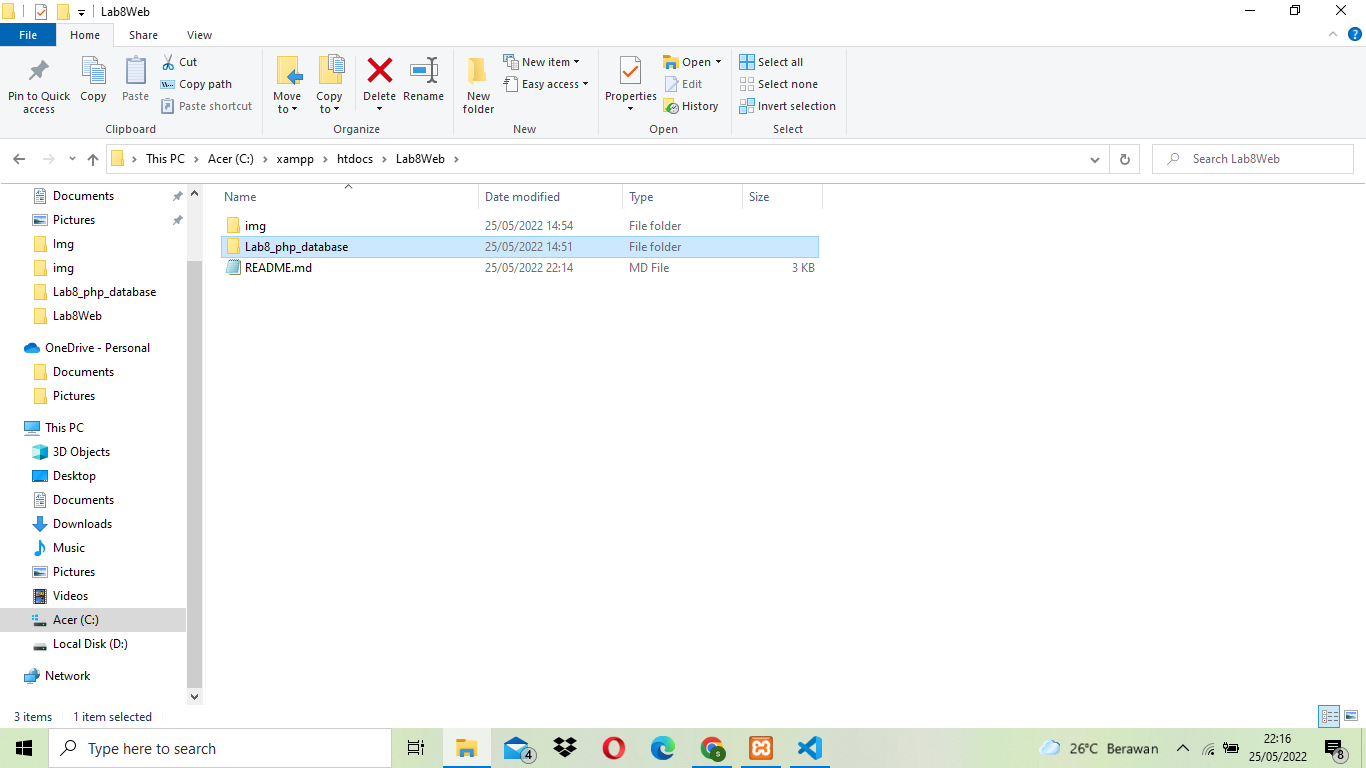 Lab8Web
File Home Share View
Pin to Quick access
Copy
Paste
Cut
Copy path
Paste shortcut
Clipboard
Move to
Copy to
Delete
Rename
Organize
New folder
New item
Easy access
New
Properties
Open
Edit
History
Open
Select all
Select none
Invert selection
Select
This PC Acer (C:) xampp htdocs Lab8Web
Search Lab8Web
Documents
Pictures
Img
img
Lab8_php_database
Lab8Web
OneDrive - Personal
Documents
Pictures
This PC
3D Objects
Desktop
Documents
Downloads
Music
Pictures
Videos
Acer (C:)
Local Disk (D:)
Network
Name Date modified Type Size
img 25/05/2022 14:54 File folder
Lab8_php_database 25/05/2022 14:51 File folder
README.md 25/05/2022 22:14 MD File 3 KB
3 items 1 item selected
Type here to search
4
S
26°C Berawan
22:16
25/05/2022
8